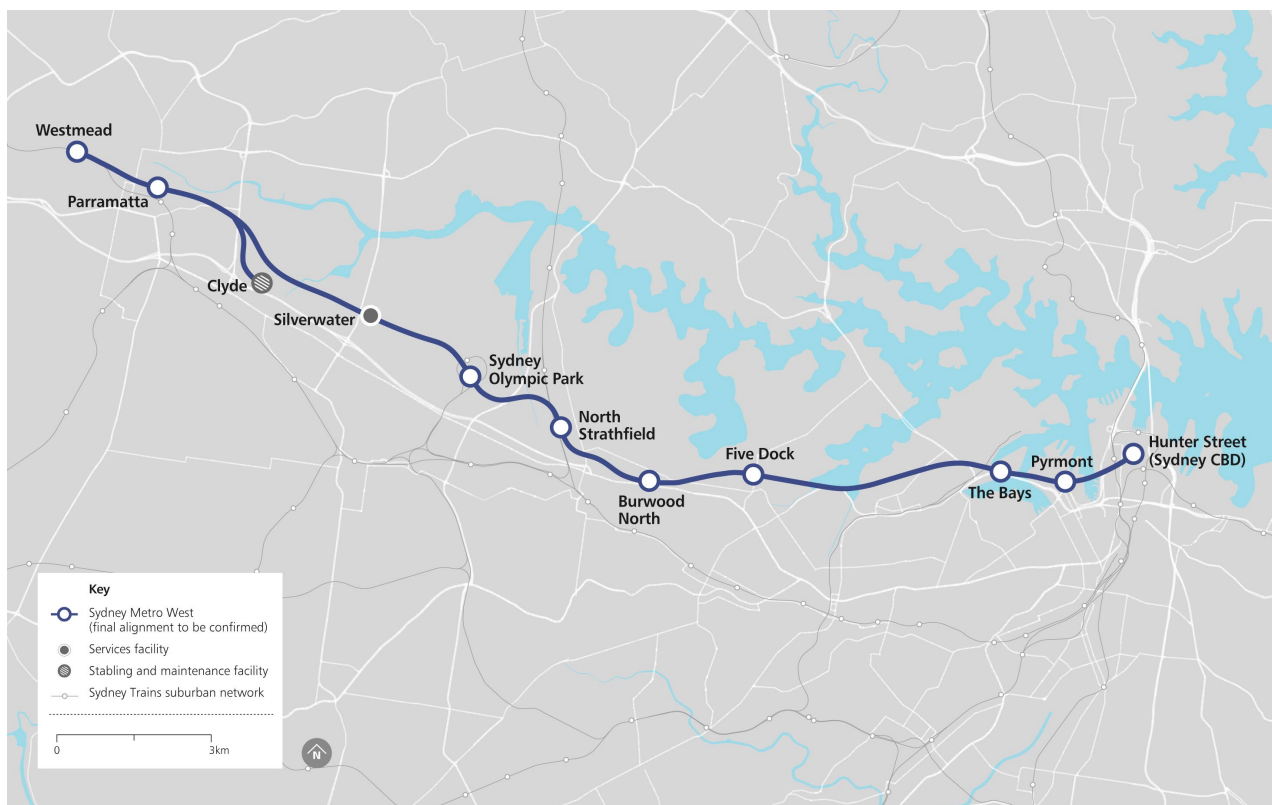 Westmead
Parramatta
Clyde
Silverwater
Sydney
Olympic Park
North
Strathfield
Burwood
North
Five Dock
The Bays
Pyrmont
Hunter Street
(Sydney CBD)
Key
Sydney Metro West
(final alignment to be confirmed)
Services facility
Stabling and maintenance facility
Sydney Trains suburban network
0 3km
N